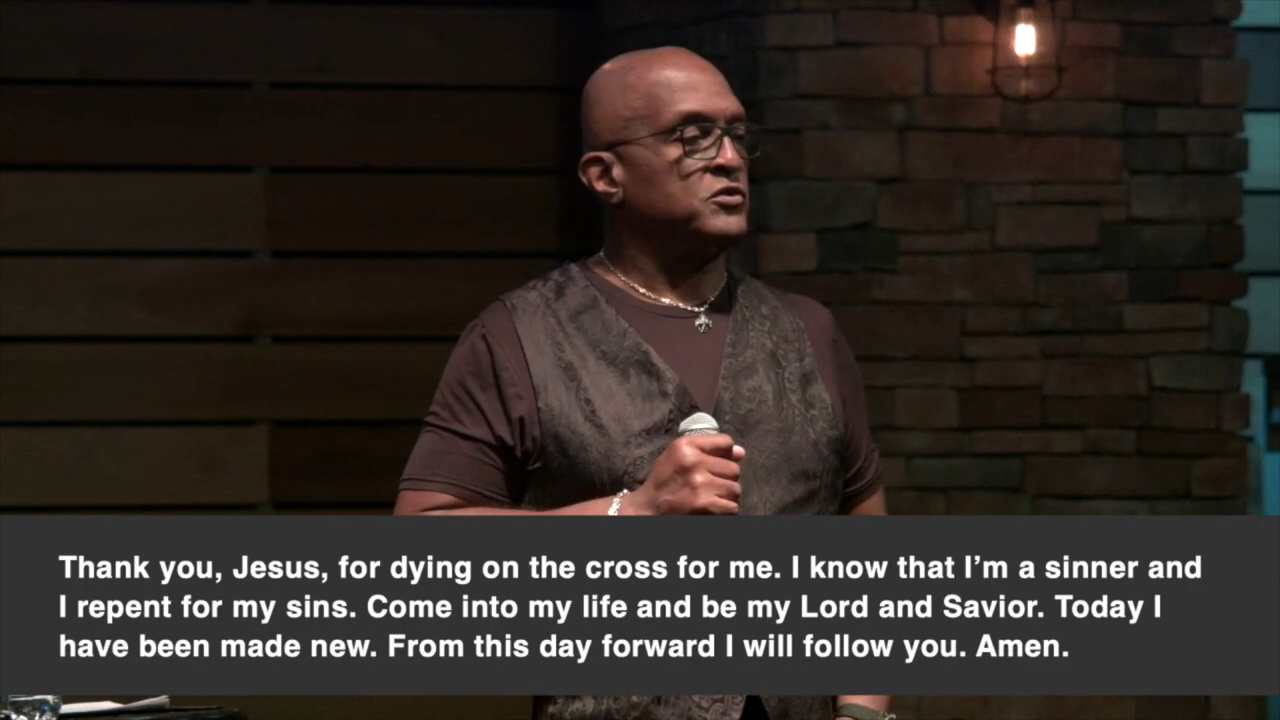 Thank you, Jesus, for dying on the cross for me. I know that I'm a sinner and
I repent for my sins. Come into my life and be my Lord and Savior. Today I
have been made new. From this day forward I will follow you. Amen.